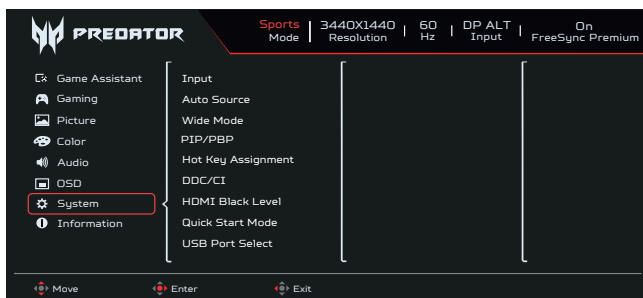 PREDATOR
Sports Mode
3440X1440 Resolution
60 Hz
DP ALT Input
On FreeSync Premium
Game Assistant
Gaming
Picture
Color
Audio
OSD
System
Information
Input
Auto Source
Wide Mode
PIP/PBP
Hot Key Assignment
DDC/CI
HDMI Black Level
Quick Start Mode
USB Port Select
Move
Enter
Exit